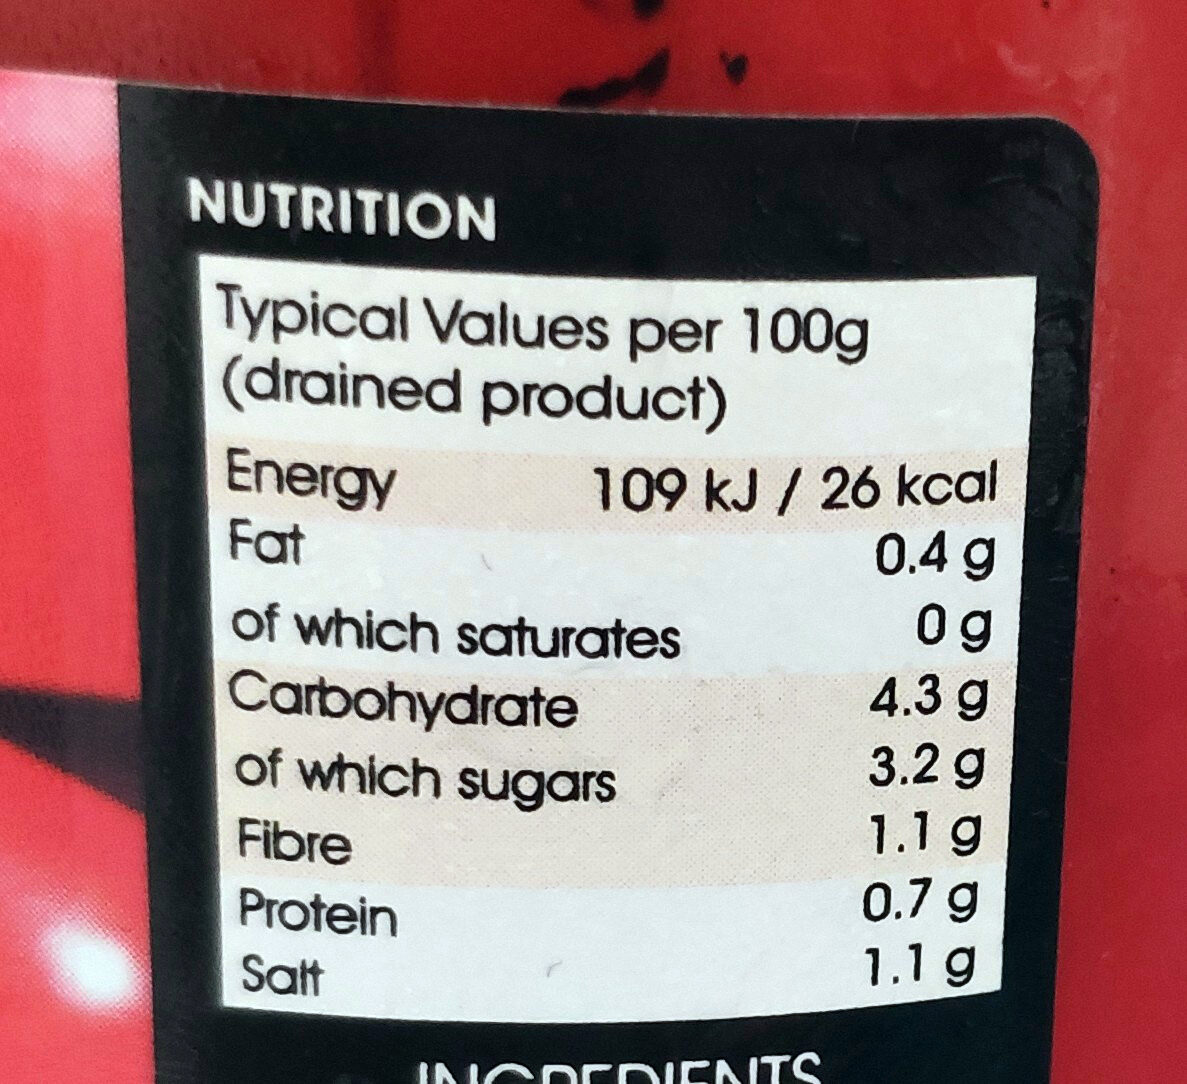 NUTRITION
Typical Values per 100g
(drained product)
Energy 109 kJ / 26 kcal
Fat 0.4 g
of which saturates 0 g
Carbohydrate 4.3 g
of which sugars 3.2 g
Fibre 1.1 g
Protein 0.7 g
Salt 1.1 g
INGREDIENTS